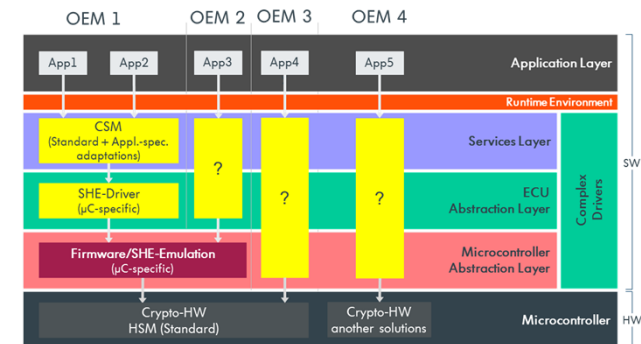 OEM 1
OEM 2
OEM 3
OEM 4
App1
App2
App3
App4
App5
Application Layer
Runtime Environment
CSM
(Standard + Appl.-spec.
adaptations)
?
?
?
Services Layer
SHE-Driver
(µC-specific)
ECU
Abstraction Layer
Complex
Drivers
SW
Firmware/SHE-Emulation
(µC-specific)
Microcontroller
Abstraction Layer
Crypto-HW
HSM (Standard)
Crypto-HW
another solutions
Microcontroller
HW